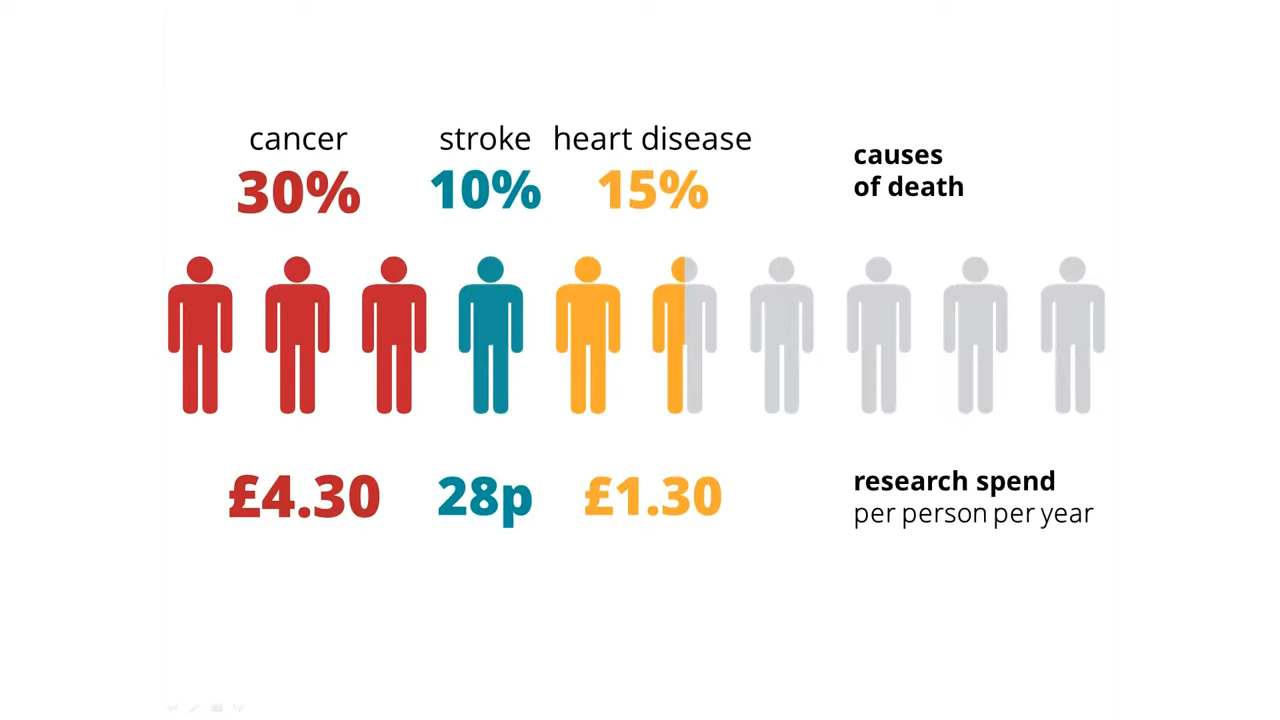 cancer stroke heart disease
30% 10% 15%
causes
of death
£4.30 28p £1.30
research spend
per person per year